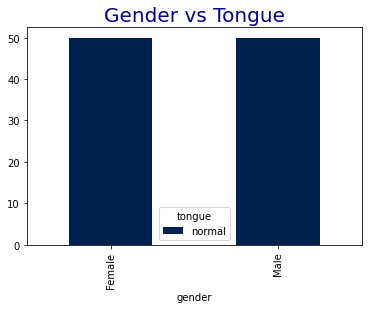 Gender vs Tongue
50
40
30
20
10
0
tongue
normal
Female
Male
gender